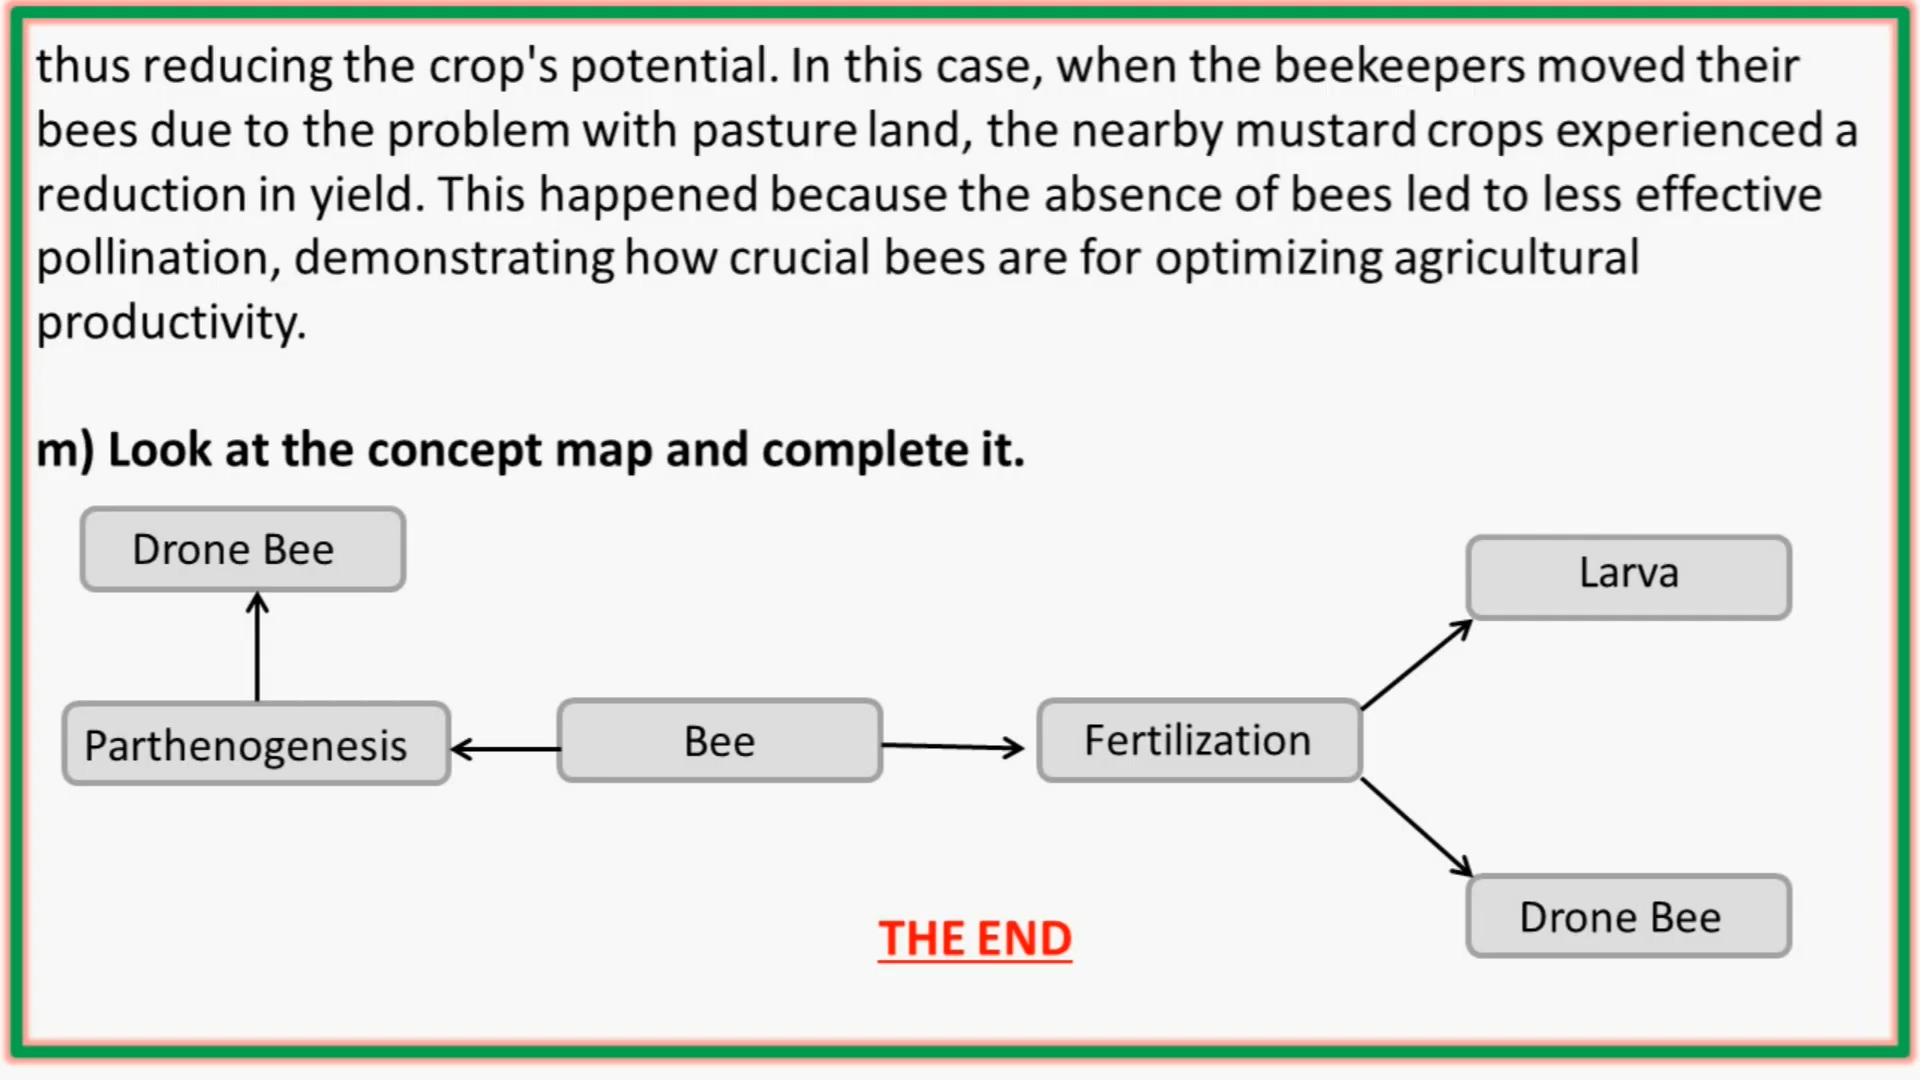 thus reducing the crop's potential. In this case, when the beekeepers moved their
bees due to the problem with pasture land, the nearby mustard crops experienced a
reduction in yield. This happened because the absence of bees led to less effective
pollination, demonstrating how crucial bees are for optimizing agricultural
productivity.
m) Look at the concept map and complete it.
Drone Bee
Larva
Parthenogenesis
Bee
Fertilization
Drone Bee
THE END